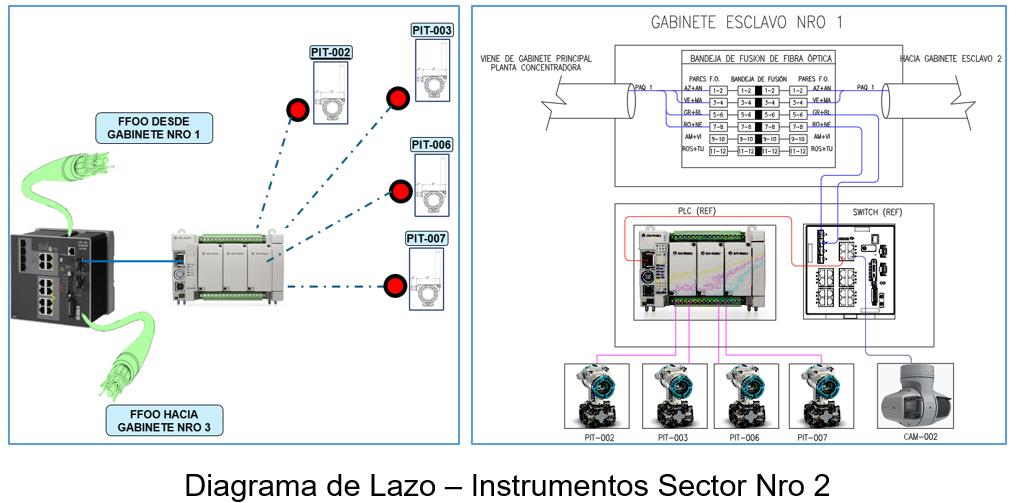 PIT-003
PIT-002
FFOO DESDE
GABINETE NRO 1
PIT-006
PIT-007
FFOO HACIA
GABINETE NRO 3
GABINETE ESCLAVO NRO 1
VIENE DE GABINETE PRINCIPAL
PLANTA CONCENTRADORA
HACIA GABINETE ESCLAVO 2
BANDEJA DE FUSION DE FIBRA ÓPTICA
PARES F.O. BANDEJA DE FUSIÓN PARES F.O.
PAQ 1 AZ+AN 1-2 1-2 1-2 1-2 AZ+AN PAQ 1
VE+MA 3-4 3-4 3-4 3-4 VE+MA
GR+BL 5-6 5-6 5-6 5-6 GR+BL
RO+NE 7-8 7-8 7-8 7-8 RO+NE
AM+VI 9-10 9-10 9-10 9-10 AM+VI
ROS+TU 11-12 11-12 11-12 11-12 ROS+TU
PLC (REF) SWITCH (REF)
Allen-Bradley Allen-Bradley Allen-Bradley
PIT-002 PIT-003 PIT-006 PIT-007 CAM-002
Diagrama de Lazo – Instrumentos Sector Nro 2